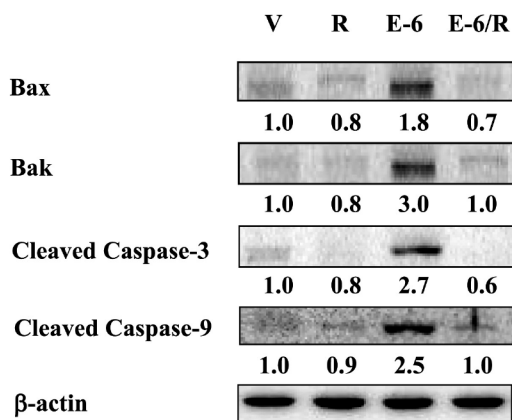 V R E-6 E-6/R
Bax
1.0 0.8 1.8 0.7
Bak
1.0 0.8 3.0 1.0
Cleaved Caspase-3
1.0 0.8 2.7 0.6
Cleaved Caspase-9
1.0 0.9 2.5 1.0
β-actin